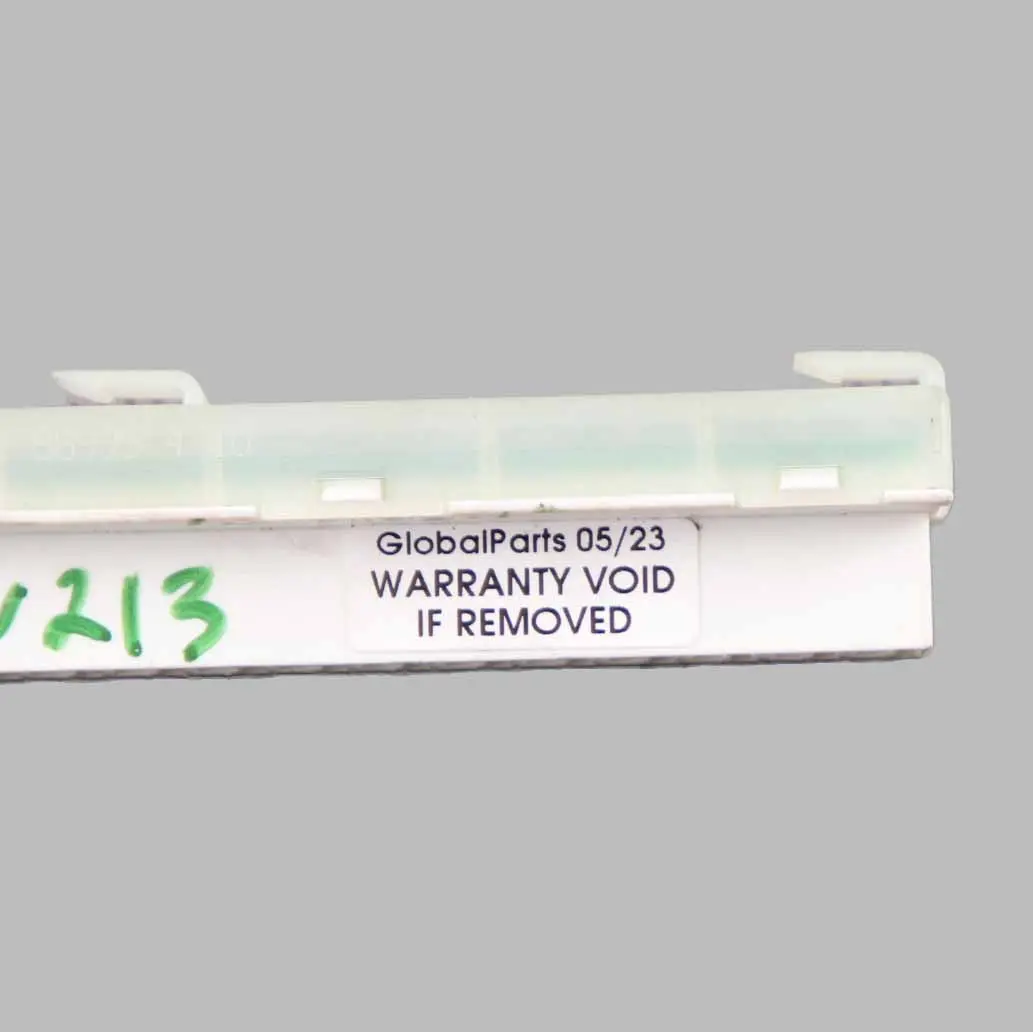 213
GlobalParts 05/23
WARRANTY VOID
IF REMOVED